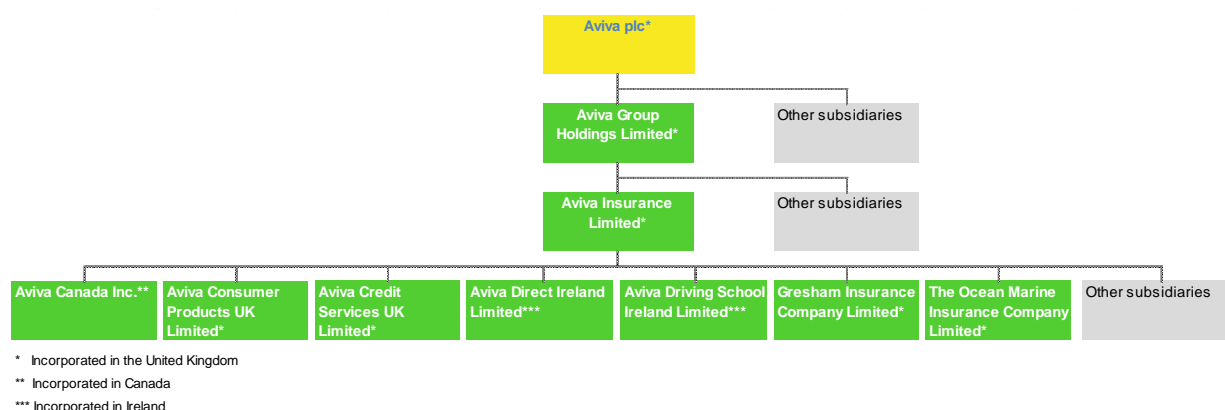 Aviva plc*
Aviva Group
Holdings Limited*
Other subsidiaries
Aviva Insurance
Limited*
Other subsidiaries
Aviva Canada Inc.**
Aviva Consumer
Products UK
Limited*
Aviva Credit
Services UK
Limited*
Aviva Direct Ireland
Limited***
Aviva Driving School
Ireland Limited***
Gresham Insurance
Company Limited*
The Ocean Marine
Insurance Company
Limited*
Other subsidiaries
* Incorporated in the United Kingdom
** Incorporated in Canada
*** Incorporated in Ireland